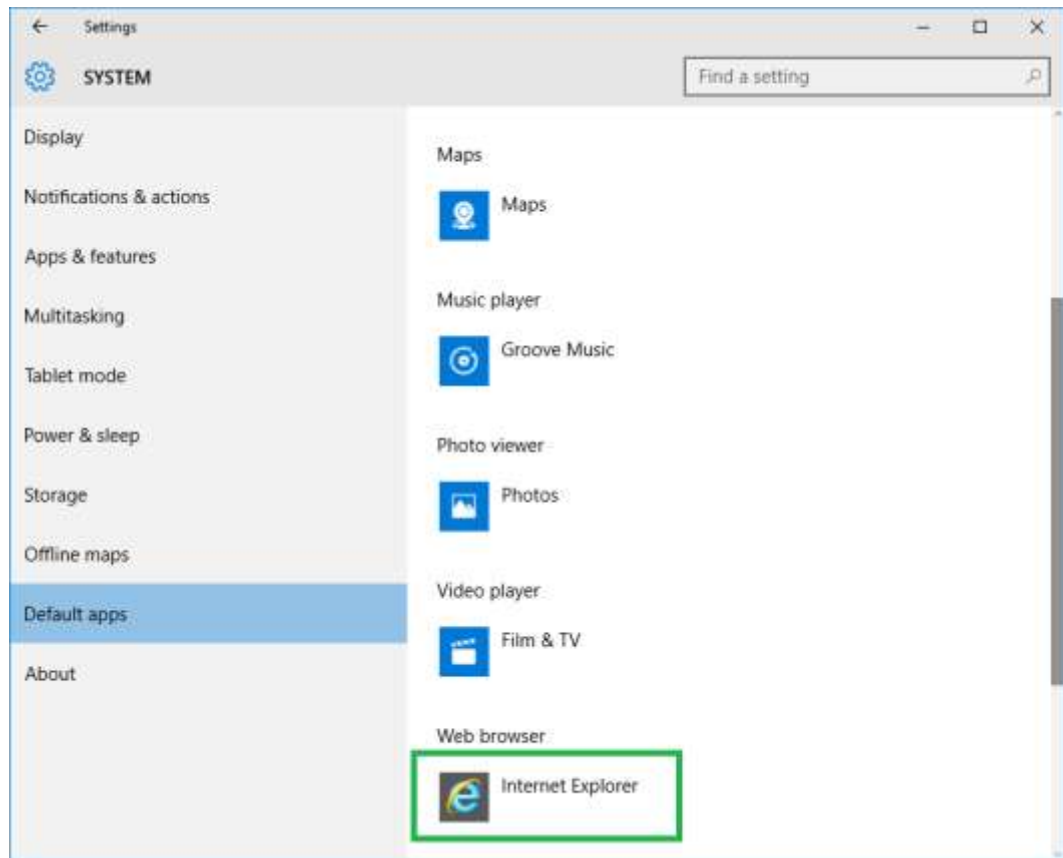 Settings
SYSTEM
Find a setting
Display
Notifications & actions
Apps & features
Multitasking
Tablet mode
Power & sleep
Storage
Offline maps
Default apps
About
Maps
Maps
Music player
Groove Music
Photo viewer
Photos
Video player
Film & TV
Web browser
Internet Explorer